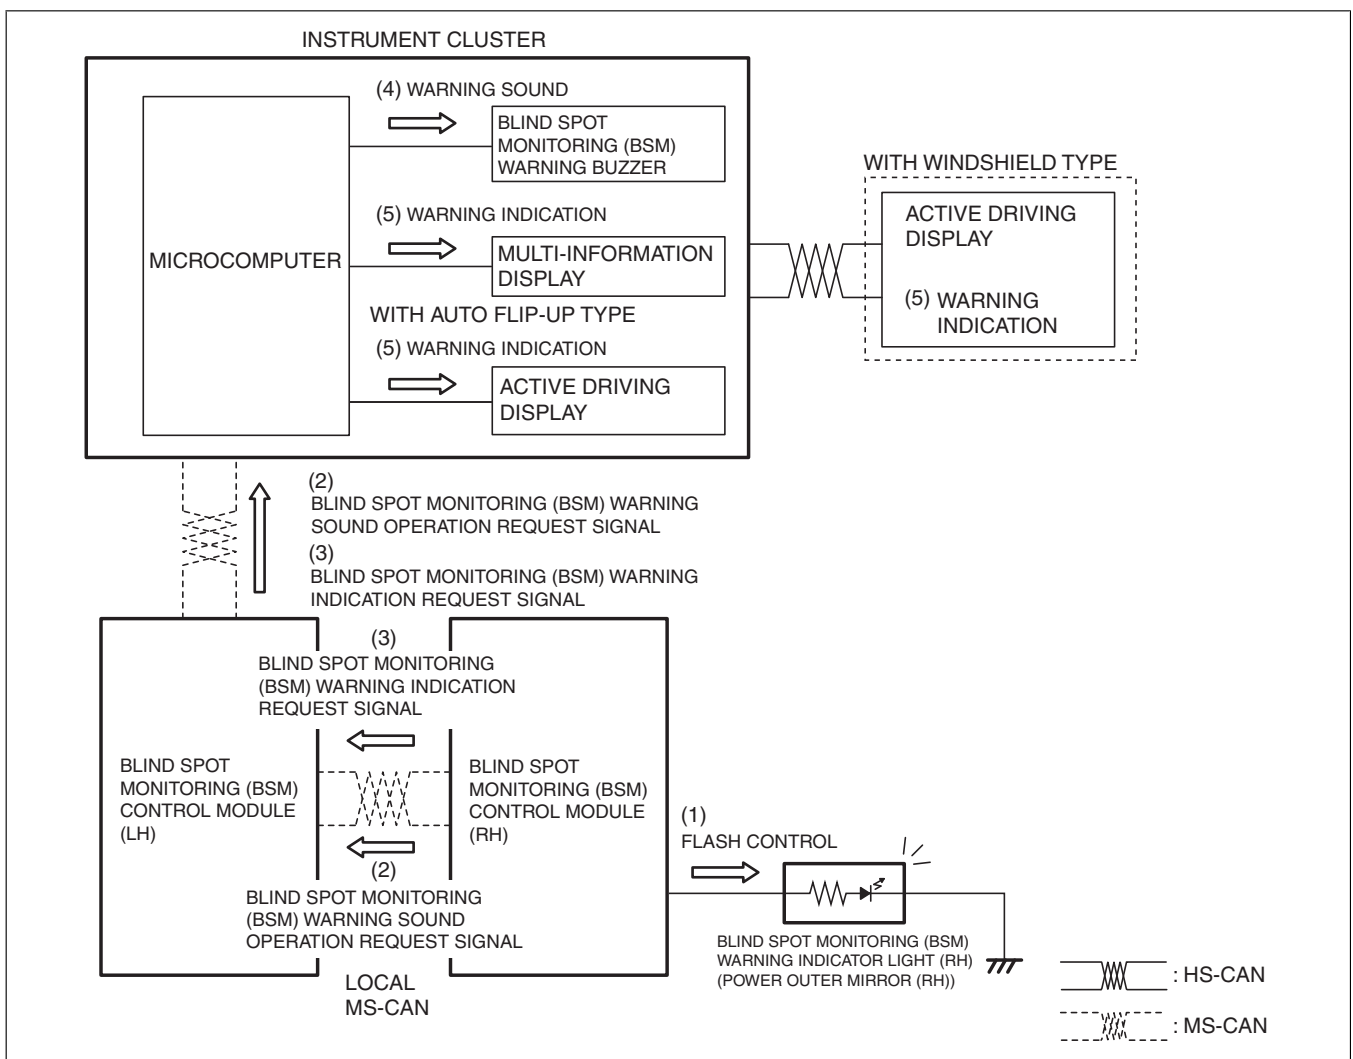 INSTRUMENT CLUSTER
(4) WARNING SOUND
BLIND SPOT
MONITORING (BSM)
WARNING BUZZER
MICROCOMPUTER
(5) WARNING INDICATION
MULTI-INFORMATION
DISPLAY
WITH AUTO FLIP-UP TYPE
(5) WARNING INDICATION
ACTIVE DRIVING
DISPLAY
WITH WINDSHIELD TYPE
ACTIVE DRIVING
DISPLAY
(5) WARNING
INDICATION
(2)
BLIND SPOT MONITORING (BSM) WARNING
SOUND OPERATION REQUEST SIGNAL
(3)
BLIND SPOT MONITORING (BSM) WARNING
INDICATION REQUEST SIGNAL
(3)
BLIND SPOT MONITORING
(BSM) WARNING INDICATION
REQUEST SIGNAL
BLIND SPOT
MONITORING (BSM)
CONTROL MODULE
(LH)
BLIND SPOT
MONITORING (BSM)
CONTROL MODULE
(RH)
(2)
BLIND SPOT MONITORING
(BSM) WARNING SOUND
OPERATION REQUEST SIGNAL
LOCAL
MS-CAN
(1)
FLASH CONTROL
BLIND SPOT MONITORING (BSM)
WARNING INDICATOR LIGHT (RH)
(POWER OUTER MIRROR (RH))
: HS-CAN
: MS-CAN